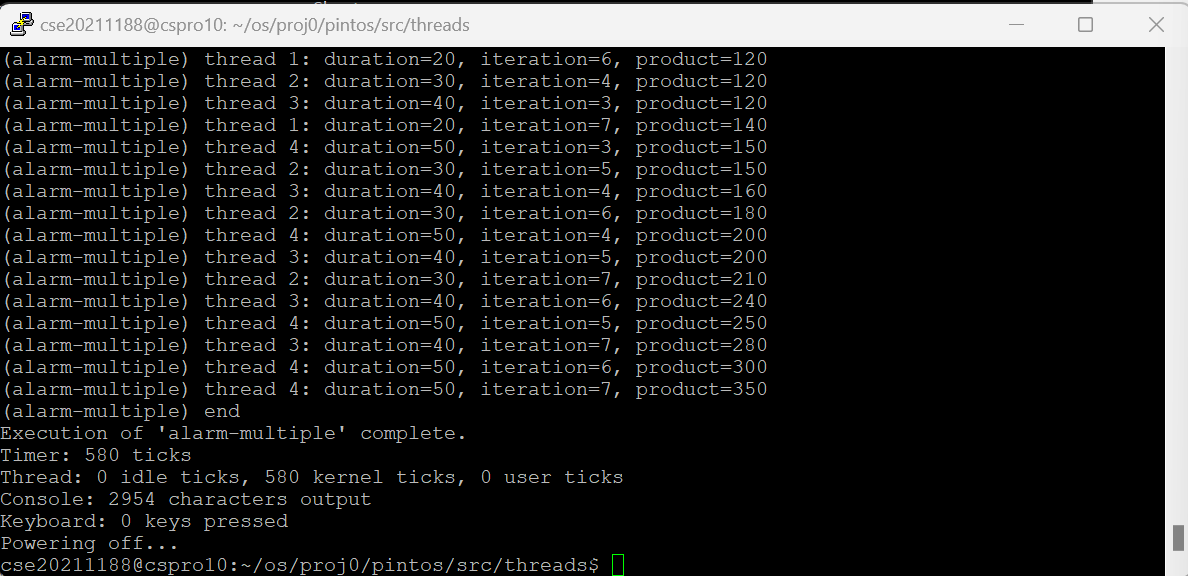 cse20211188@cspro10: ~/os/proj0/pintos/src/threads
(alarm-multiple) thread 1: duration=20, iteration=6, product=120
(alarm-multiple) thread 2: duration=30, iteration=4, product=120
(alarm-multiple) thread 3: duration=40, iteration=3, product=120
(alarm-multiple) thread 1: duration=20, iteration=7, product=140
(alarm-multiple) thread 4: duration=50, iteration=3, product=150
(alarm-multiple) thread 2: duration=30, iteration=5, product=150
(alarm-multiple) thread 3: duration=40, iteration=4, product=160
(alarm-multiple) thread 2: duration=30, iteration=6, product=180
(alarm-multiple) thread 4: duration=50, iteration=4, product=200
(alarm-multiple) thread 3: duration=40, iteration=5, product=200
(alarm-multiple) thread 2: duration=30, iteration=7, product=210
(alarm-multiple) thread 3: duration=40, iteration=6, product=240
(alarm-multiple) thread 4: duration=50, iteration=5, product=250
(alarm-multiple) thread 3: duration=40, iteration=7, product=280
(alarm-multiple) thread 4: duration=50, iteration=6, product=300
(alarm-multiple) thread 4: duration=50, iteration=7, product=350
(alarm-multiple) end
Execution of 'alarm-multiple' complete.
Timer: 580 ticks
Thread: 0 idle ticks, 580 kernel ticks, 0 user ticks
Console: 2954 characters output
Keyboard: 0 keys pressed
Powering off...
cse20211188@cspro10:~/os/proj0/pintos/src/threads$